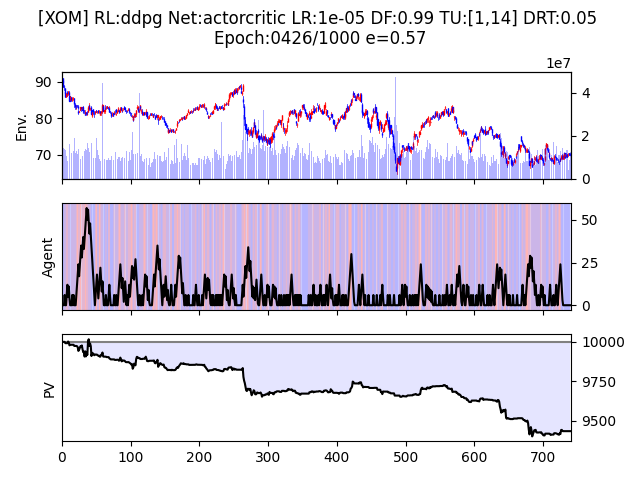 [XOM] RL:ddpg Net:actorcritic LR:1e-05 DF:0.99 TU:[1,14] DRT:0.05
Epoch:0426/1000 e=0.57
1e7
90
80
70
Env.
4
2
0
Agent
50
25
0
PV
10000
9750
9500
0 100 200 300 400 500 600 700